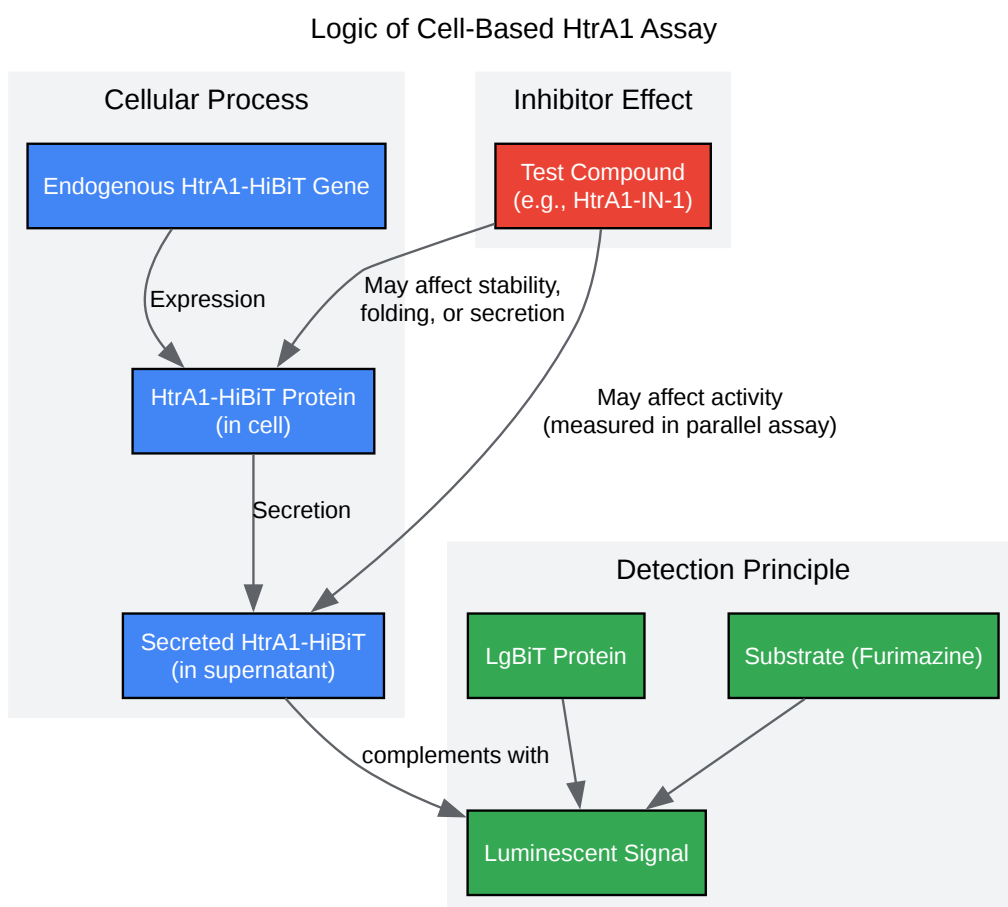 Logic of Cell-Based HtrA1 Assay
Cellular Process
Inhibitor Effect
Endogenous HtrA1-HiBiT Gene
Test Compound
(e.g., HtrA1-IN-1)
Expression
May affect stability,
folding, or secretion
HtrA1-HiBiT Protein
(in cell)
May affect activity
(measured in parallel assay)
Secretion
Detection Principle
Secreted HtrA1-HiBiT
(in supernatant)
LgBiT Protein
Substrate (Furimazine)
complements with
Luminescent Signal